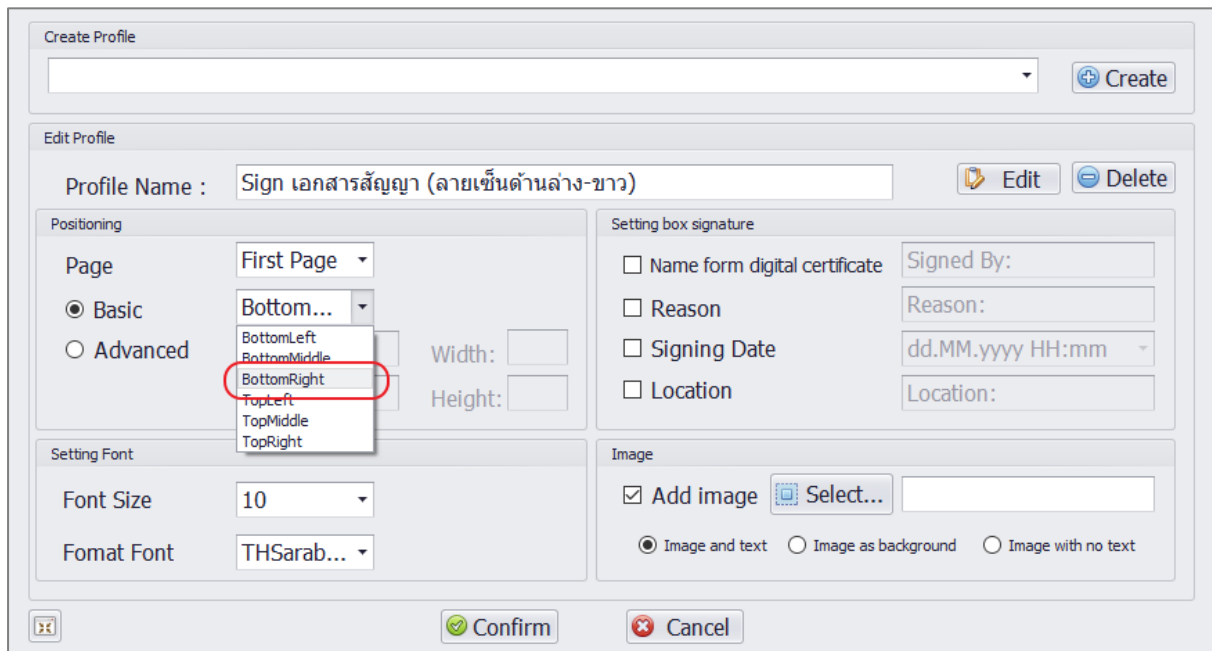 Create Profile
Create
Edit Profile
Profile Name : Sign เอกสารสัญญา (ลายเซ็นด้านล่าง-ขาว) Edit Delete
Positioning
Page First Page
Basic Bottom...
BottomLeft
BottomMiddle
BottomRight
TopLeft
TopMiddle
TopRight
Advanced
Width:
Height:
Setting box signature
Name form digital certificate Signed By:
Reason Reason:
Signing Date dd.MM.yyyy HH:mm
Location Location:
Setting Font
Font Size 10
Fomat Font THSarab...
Image
Add image Select...
Image and text Image as background Image with no text
Confirm Cancel